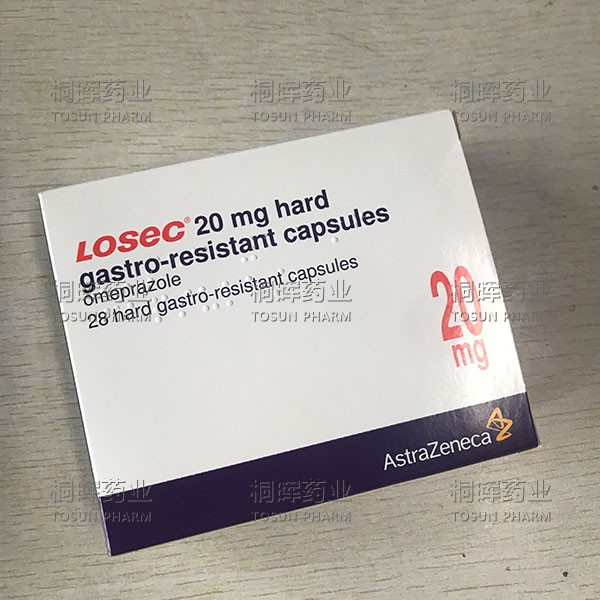 桐晖药业 桐晖药业 桐晖药业
TOSUN PHARM TOSUN PHARM TOSUN PHARM
LOSEC® 20 mg hard
gastro-resistant capsules
omeprazole
28 hard gastro-resistant capsules
20
mg
桐晖药业 桐晖药业 桐晖药业
TOSUN PHARM TOSUN PHARM TOSUN PHARM
AstraZeneca
桐晖药业 桐晖药业 桐晖药业
TOSUN PHARM TOSUN PHARM TOSUN PHARM